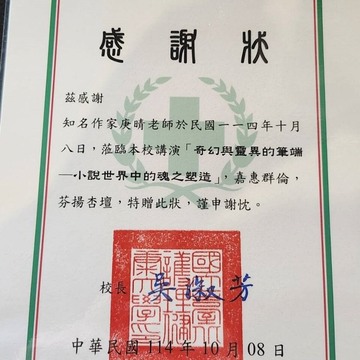 感謝狀
茲感謝
知名作家庚晴老師於民國一一四年十月
八日，蒞臨本校講演「奇幻與靈異的筆端
—小說世界中的魂之塑造」，嘉惠群倫，
芬揚杏壇，特贈此狀，謹申謝忱。
校長 吳淑芳
中華民國 114 年 10 月 08 日